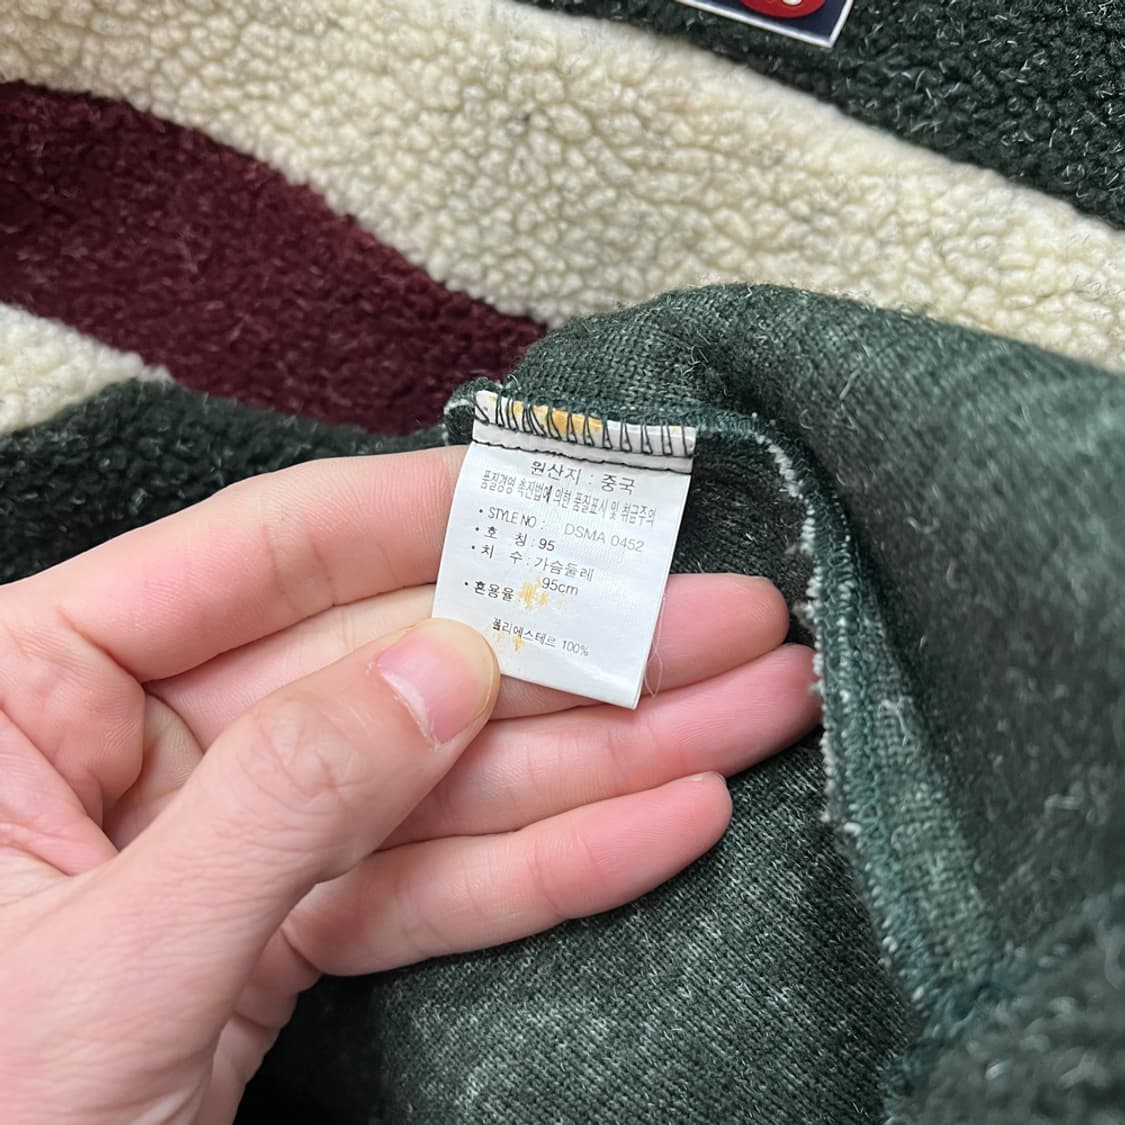 원산지 : 중국
품질경영 촉진법에 의한 품질표시 및 취급주의
• STYLE NO : DSMA 0452
• 호 칭 : 95
• 치 수 : 가슴둘레
95cm
• 혼용율
폴리에스테르 100%